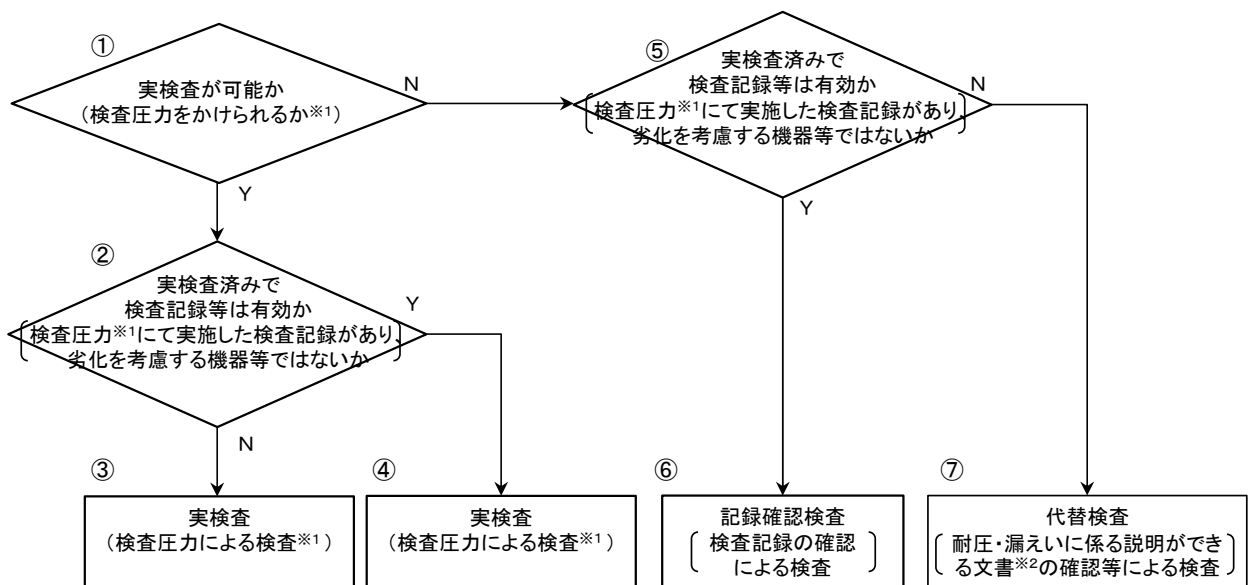 ①
実検査が可能か
（検査圧力をかけられるか※1）
N
Y
②
実検査済みで
検査記録等は有効か
検査圧力※1にて実施した検査記録があり、
劣化を考慮する機器等ではないか
Y
N
③
実検査
（検査圧力による検査※1）
④
実検査
（検査圧力による検査※1）
⑤
実検査済みで
検査記録等は有効か
検査圧力※1にて実施した検査記録があり、
劣化を考慮する機器等ではないか
N
Y
⑥
記録確認検査
検査記録の確認
による検査
⑦
代替検査
耐圧・漏えいに係る説明ができ
る文書※2の確認等による検査